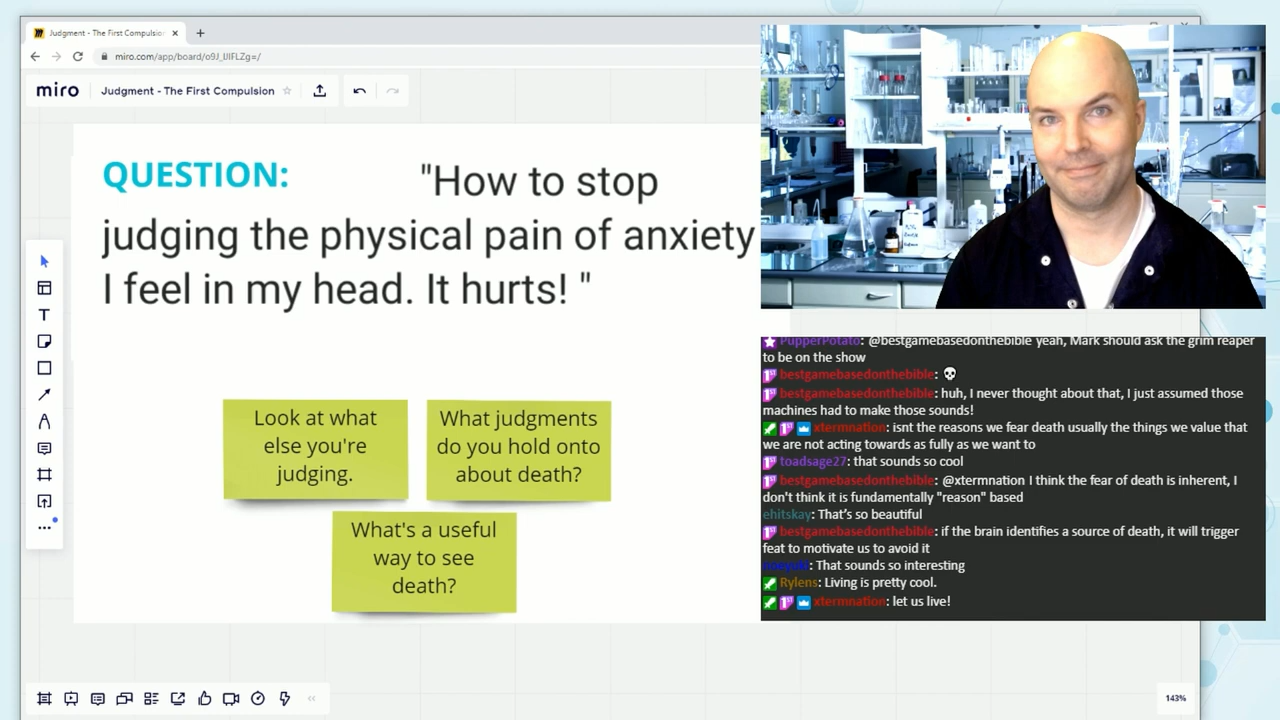 Judgment - The First Compulsion
miro.com/app/board/o9J_lJlFLZg=/
miro
Judgment - The First Compulsion
QUESTION:
"How to stop
judging the physical pain of anxiety
I feel in my head. It hurts! "
Look at what
else you're
judging.
What judgments
do you hold onto
about death?
What's a useful
way to see
death?
PupperPotato: @bestgamebasedonthebible yeah, Mark should ask the grim reaper
to be on the show
bestgamebasedonthebible: 💀
bestgamebasedonthebible: huh, I never thought about that, I just assumed those
machines had to make those sounds!
xtermnation: isnt the reasons we fear death usually the things we value that
we are not acting towards as fully as we want to
toadsage27: that sounds so cool
bestgamebasedonthebible: @xtermnation I think the fear of death is inherent, I
don't think it is fundamentally "reason" based
ehitskay: That's so beautiful
bestgamebasedonthebible: if the brain identifies a source of death, it will trigger
feat to motivate us to avoid it
: That sounds so interesting
Rylens: Living is pretty cool.
xtermnation: let us live!
143%